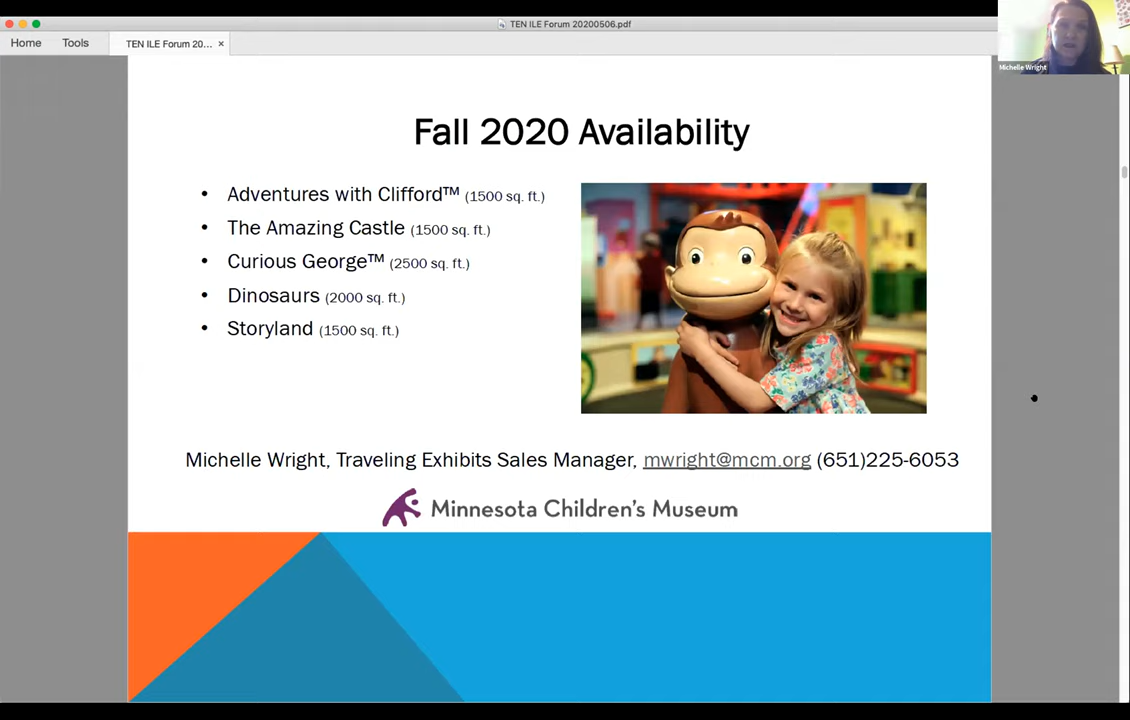 TEN ILE Forum 20200506.pdf
Home Tools TEN ILE Forum 20... ×
Michelle Wright
Fall 2020 Availability
• Adventures with Clifford™ (1500 sq. ft.)
• The Amazing Castle (1500 sq. ft.)
• Curious George™ (2500 sq. ft.)
• Dinosaurs (2000 sq. ft.)
• Storyland (1500 sq. ft.)
Michelle Wright, Traveling Exhibits Sales Manager, mwright@mcm.org (651)225-6053
Minnesota Children's Museum